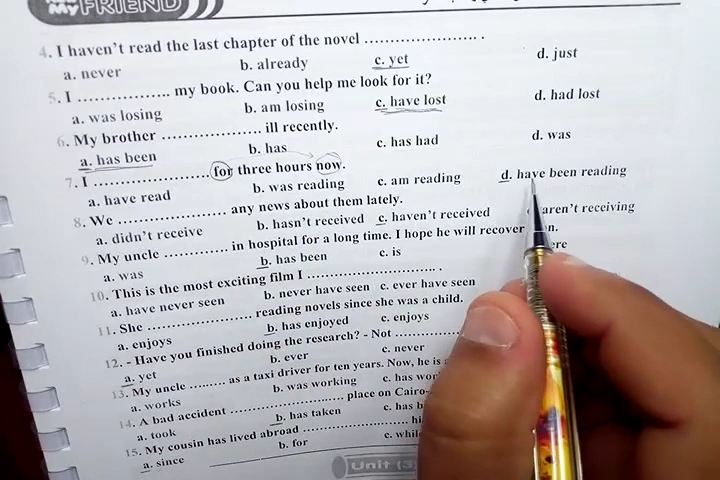 My FRIEND
4. I haven't read the last chapter of the novel ........................ .
a. never b. already c. yet d. just
5. I .................. my book. Can you help me look for it?
a. was losing b. am losing c. have lost d. had lost
6. My brother .................... ill recently.
a. has been b. has c. have had d. was
7. I ........................ for three hours now.
a. have read b. was reading c. am reading d. have been reading
8. We ...................... any news about them lately.
a. didn't receive b. hasn't received c. haven't received aren't receiving
9. My uncle ............. in hospital for a long time. I hope he will recover
a. was b. has been c. is
10. This is the most exciting film I ........................... .
a. have never seen b. never have seen c. ever have seen
11. She ..................... reading novels since she was a child.
a. enjoys b. has enjoyed c. enjoys
12. - Have you finished doing the research? - Not
a. yet b. ever c. never
13. My uncle .......... as a taxi driver for ten years. Now, he is
a. works b. was working c. has
14. A bad accident ...................... place on Cairo-
a. took b. has taken c. has
15. My cousin has lived abroad
a. since b. for
Unit